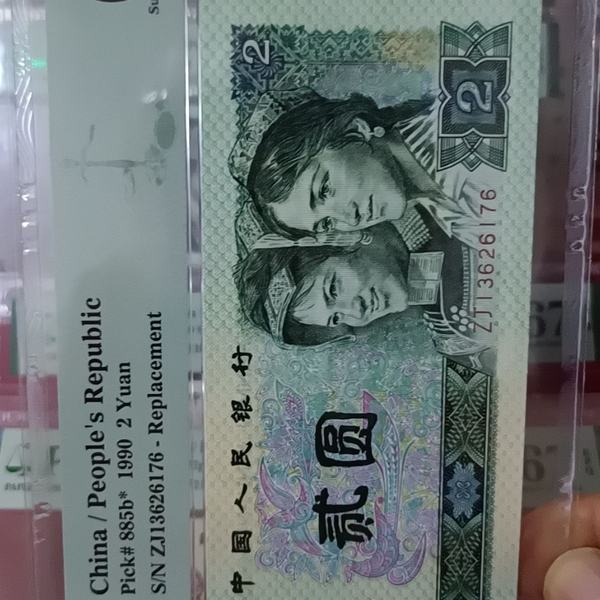 China / People's Republic
Pick# 885b* 1990 2 Yuan
S/N ZJ13626176 - Replacement
中国人民银行
贰圆
2
2
ZJ13626176